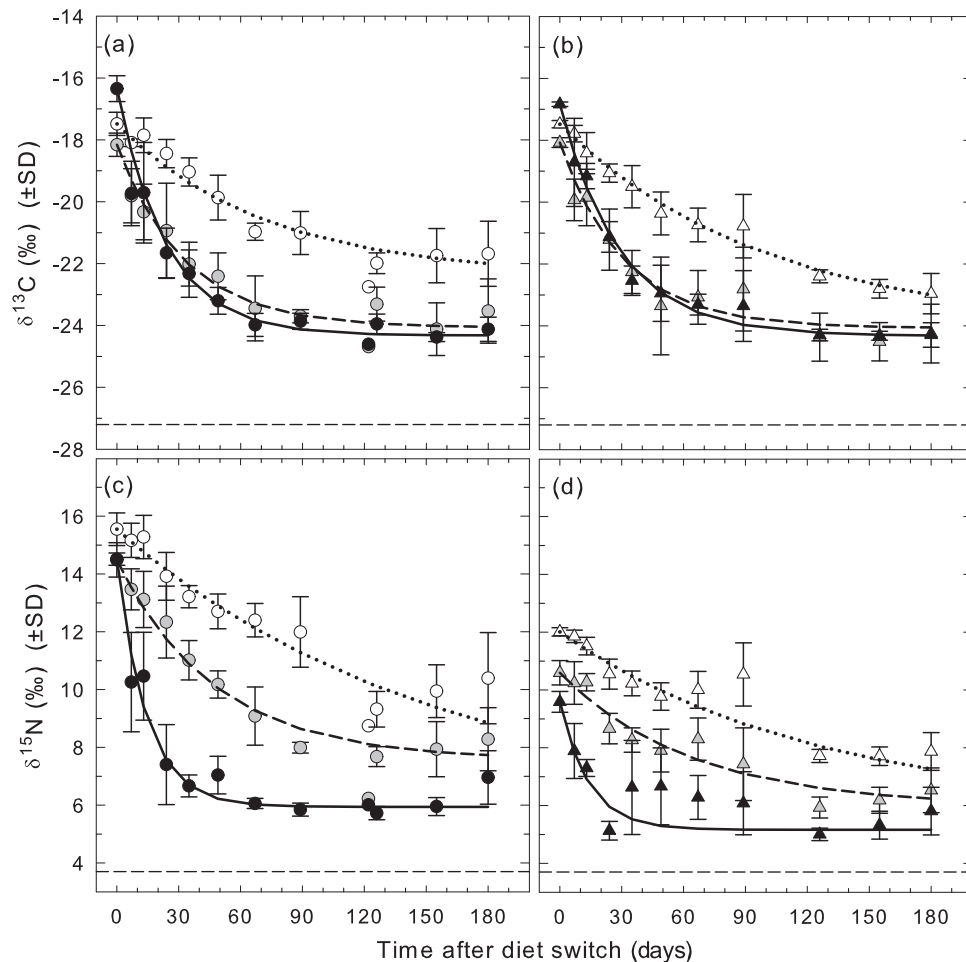 -14
-16
-18
-20
-22
-24
-26
-28
δ13C (‰) (±SD)
(a)
(b)
16
14
12
10
8
6
4
δ15N (‰) (±SD)
(c)
(d)
0 30 60 90 120 150 180
0 30 60 90 120 150 180
Time after diet switch (days)